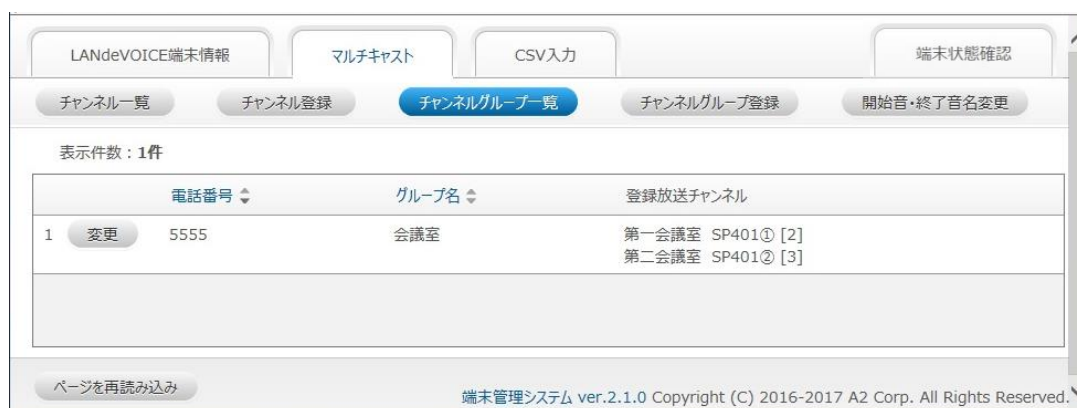 LANdeVOICE端末情報 マルチキャスト CSV入力 端末状態確認
チャンネル一覧 チャンネル登録 チャンネルグループ一覧 チャンネルグループ登録 開始音・終了音名変更
表示件数：1件
電話番号 グループ名 登録放送チャンネル
1 変更 5555 会議室 第一会議室 SP401① [2]
第二会議室 SP401② [3]
ページを再読み込み
端末管理システム ver.2.1.0 Copyright (C) 2016-2017 A2 Corp. All Rights Reserved.